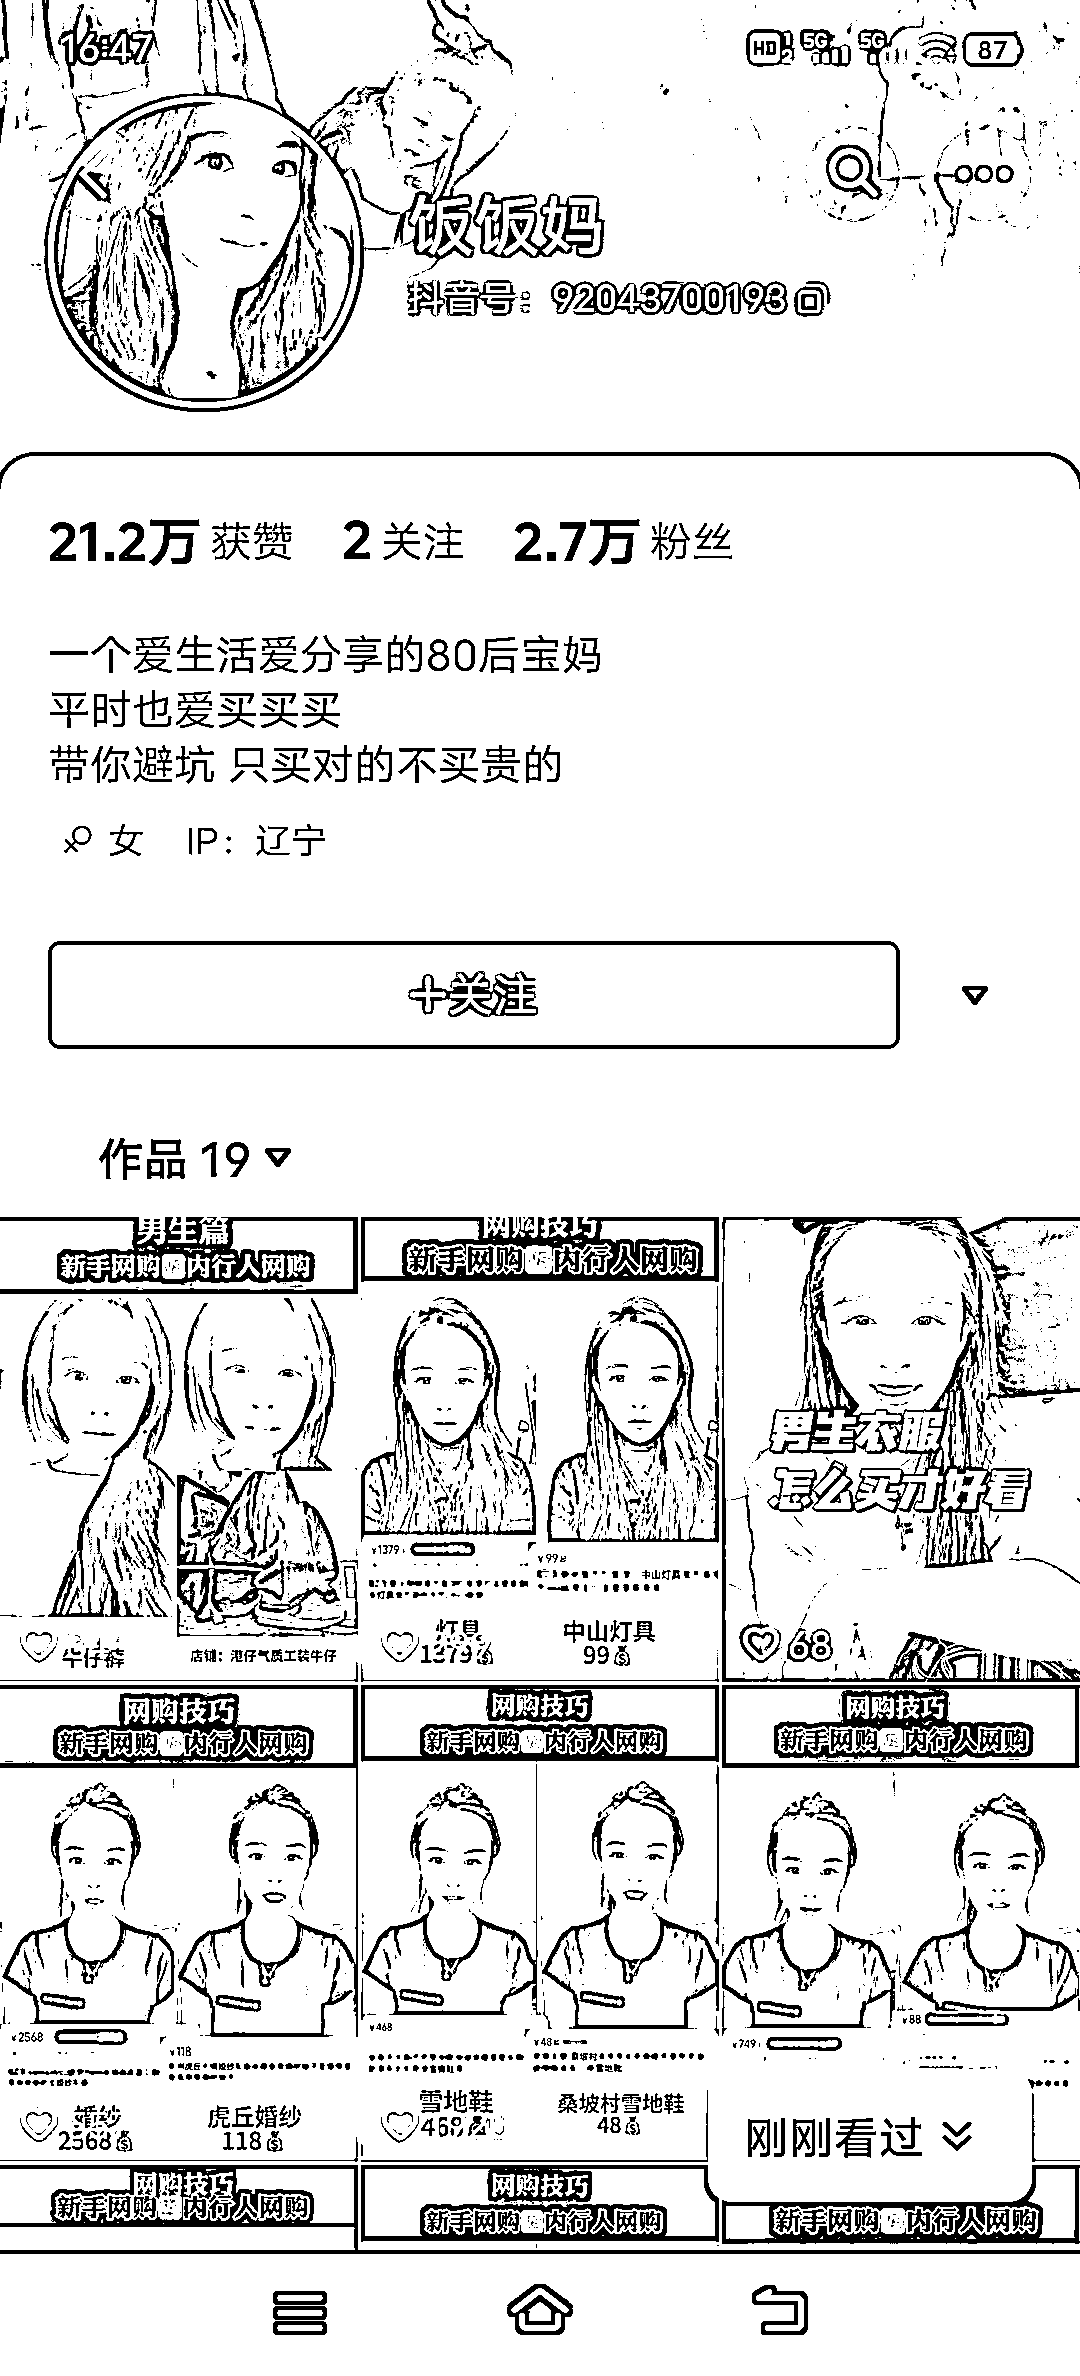 16:47
HD 5G 5G 87
饭饭妈
抖音号：92043700193
21.2万 获赞 2 关注 2.7万 粉丝
一个爱生活爱分享的80后宝妈
平时也爱买买买
带你避坑 只买对的不买贵的
女 IP：辽宁
+关注
作品 19
男生篇
新手网购 内行人网购
牛仔裤
店铺：港仔气质工装牛仔
网购技巧
新手网购 内行人网购
¥1379
¥99
中山灯具
灯具
1379
中山灯具
99
男生衣服
怎么买才好看
68
网购技巧
新手网购 内行人网购
¥2568
¥118
婚纱
2568
虎丘婚纱
118
网购技巧
新手网购 内行人网购
¥468
¥48
雪地鞋
468
桑坡村雪地鞋
48
网购技巧
新手网购 内行人网购
¥749
¥88
刚刚看过
网购技巧
新手网购 内行人网购
网购技巧
新手网购 内行人网购
新手网购 内行人网购